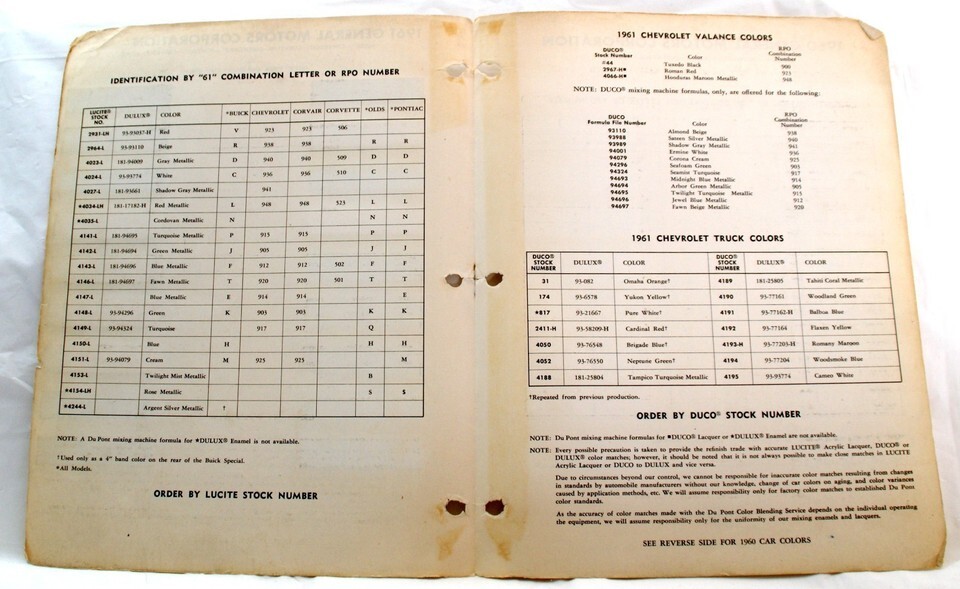 IDENTIFICATION BY "61" COMBINATION LETTER OR RPO NUMBER
LUCITE® STOCK NO. DULUX® COLOR *BUICK CHEVROLET CORVAIR CORVETTE *OLDS *PONTIAC
2931-LH 93-93037-H Red V 923 923 506
2964-L 93-93110 Beige R 938 938 R R
4023-L 181-94009 Gray Metallic D 940 940 509 D D
4024-L 93-93774 White C 936 936 510 C C
4027-L 181-93661 Shadow Gray Metallic 941
★4034-LH 181-17182-H Red Metallic L 948 948 523 L L
★4035-L Cordovan Metallic N N N
4141-L 181-94695 Turquoise Metallic P 915 915 P P
4142-L 181-94694 Green Metallic J 905 905 J J
4143-L 181-94696 Blue Metallic F 912 912 502 F F
4146-L 181-94697 Fawn Metallic T 920 920 501 T T
4147-L Blue Metallic E 914 914 E
4148-L 93-94296 Green K 903 903 K K
4149-L 93-94324 Turquoise 917 917 Q
4150-L Blue H H H
4151-L 93-94079 Cream M 925 925 M
4153-L Twilight Mist Metallic B
★4154-LH Rose Metallic S S
★4244-L Argent Silver Metallic †
NOTE: A Du Pont mixing machine formula for ★DULUX® Enamel is not available.
†Used only as a 4" band color on the rear of the Buick Special.
*All Models.
ORDER BY LUCITE STOCK NUMBER
1961 CHEVROLET VALANCE COLORS
DUCO® Stock Number Color RPO Combination Number
#44 Tuxedo Black 900
2967-H■ Roman Red 923
4066-H■ Honduras Maroon Metallic 948
NOTE: DUCO® mixing machine formulas, only, are offered for the following:
DUCO Formula File Number Color RPO Combination Number
93110 Almond Beige 938
93988 Sateen Silver Metallic 940
93989 Shadow Gray Metallic 941
94001 Ermine White 936
94079 Corona Cream 925
94296 Seafoam Green 903
94324 Seamist Turquoise 917
94693 Midnight Blue Metallic 914
94694 Arbor Green Metallic 905
94695 Twilight Turquoise Metallic 915
94696 Jewel Blue Metallic 912
94697 Fawn Beige Metallic 920
1961 CHEVROLET TRUCK COLORS
DUCO® STOCK NUMBER DULUX® COLOR DUCO® STOCK NUMBER DULUX® COLOR
31 93-082 Omaha Orange† 4189 181-25805 Tahiti Coral Metallic
174 93-6578 Yukon Yellow† 4190 93-77161 Woodland Green
★817 93-21667 Pure White† 4191 93-77162-H Balboa Blue
2411-H 93-58209-H Cardinal Red† 4192 93-77164 Flaxen Yellow
4050 93-76548 Brigade Blue† 4193-H 93-77203-H Romany Maroon
4052 93-76550 Neptune Green† 4194 93-77204 Woodsmoke Blue
4188 181-25804 Tampico Turquoise Metallic 4195 93-93774 Cameo White
†Repeated from previous production.
ORDER BY DUCO® STOCK NUMBER
NOTE: Du Pont mixing machine formulas for ■DUCO® Lacquer or ★DULUX® Enamel are not available.
NOTE: Every possible precaution is taken to provide the refinish trade with accurate LUCITE® Acrylic Lacquer, DUCO® or
DULUX® color matches; however, it should be noted that it is not always possible to make close matches in LUCITE
Acrylic Lacquer or DUCO to DULUX and vice versa.
Due to circumstances beyond our control, we cannot be responsible for inaccurate color matches resulting from changes
in standards by automobile manufacturers without our knowledge, change of car colors on aging, and color variances
caused by application methods, etc. We will assume responsibility only for factory color matches to established Du Pont
color standards.
As the accuracy of color matches made with the Du Pont Color Blending Service depends on the individual operating
the equipment, we will assume responsibility only for the uniformity of our mixing enamels and lacquers.
SEE REVERSE SIDE FOR 1960 CAR COLORS